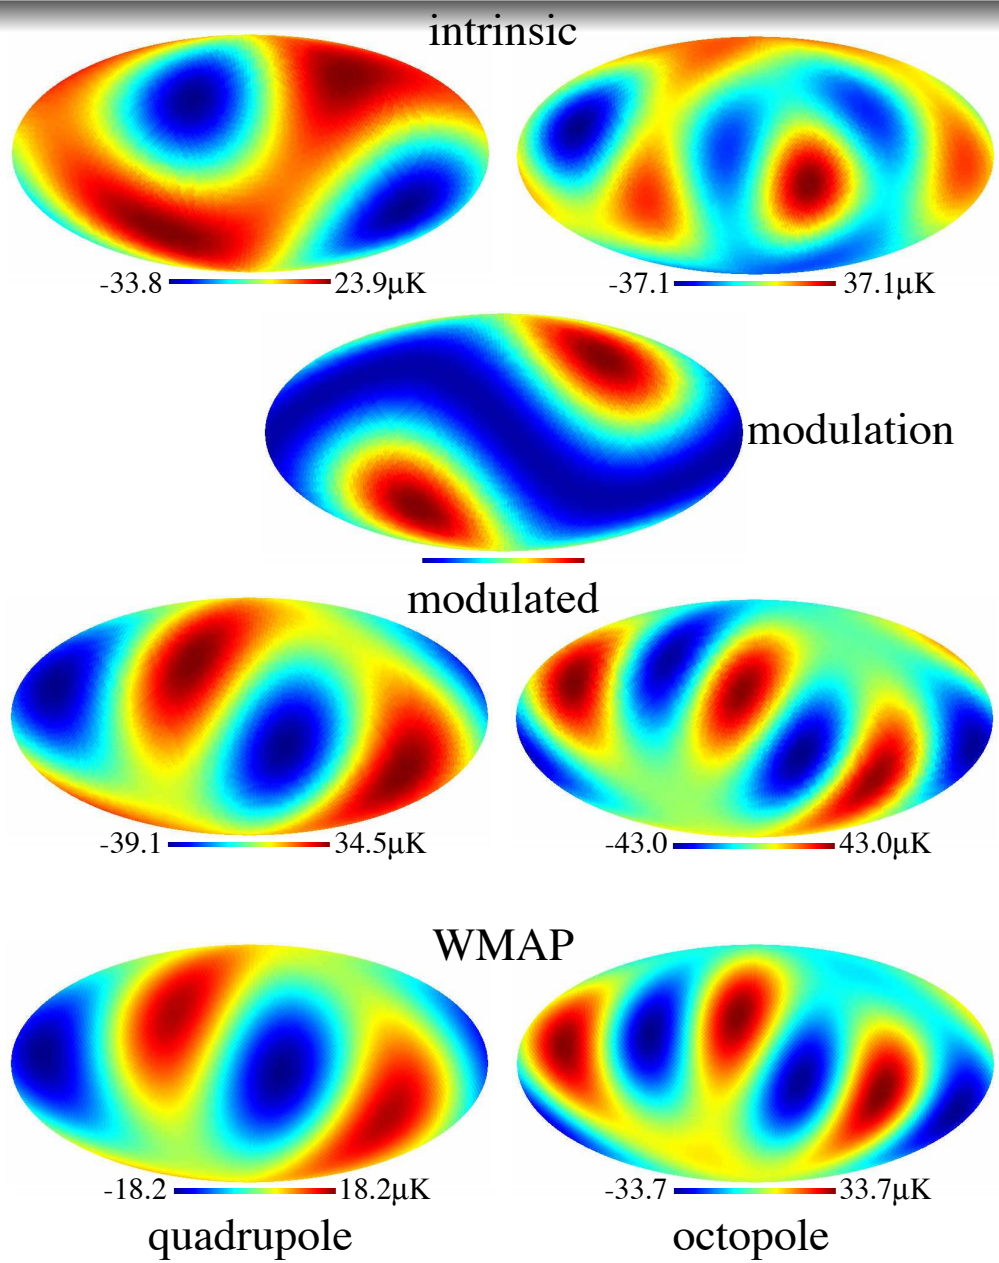 intrinsic
-33.8 23.9μK
-37.1 37.1μK
modulation
modulated
-39.1 34.5μK
-43.0 43.0μK
WMAP
-18.2 18.2μK
-33.7 33.7μK
quadrupole
octopole